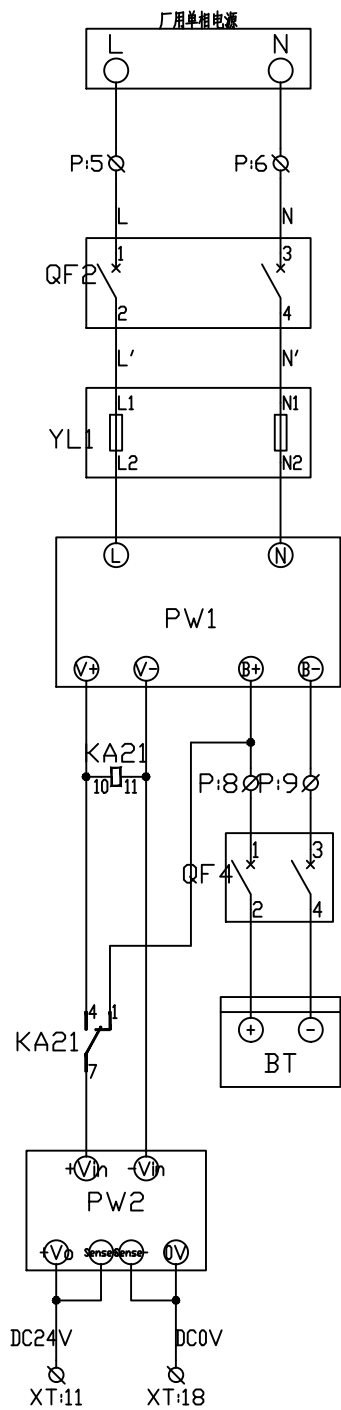 厂用单相电源
L N
P:5 P:6
L N
1 3
QF2
2 4
L' N'
L1 N1
YL1
L2 N2
L N
PW1
V+ V- B+ B-
KA21
10 11 P:8 P:9
1 3
QF4
2 4
4 1
KA21
+ -
BT
7
+Vin -Vin
PW2
+Vo Sense+ Sense- 0V
DC24V DC0V
XT:11 XT:18